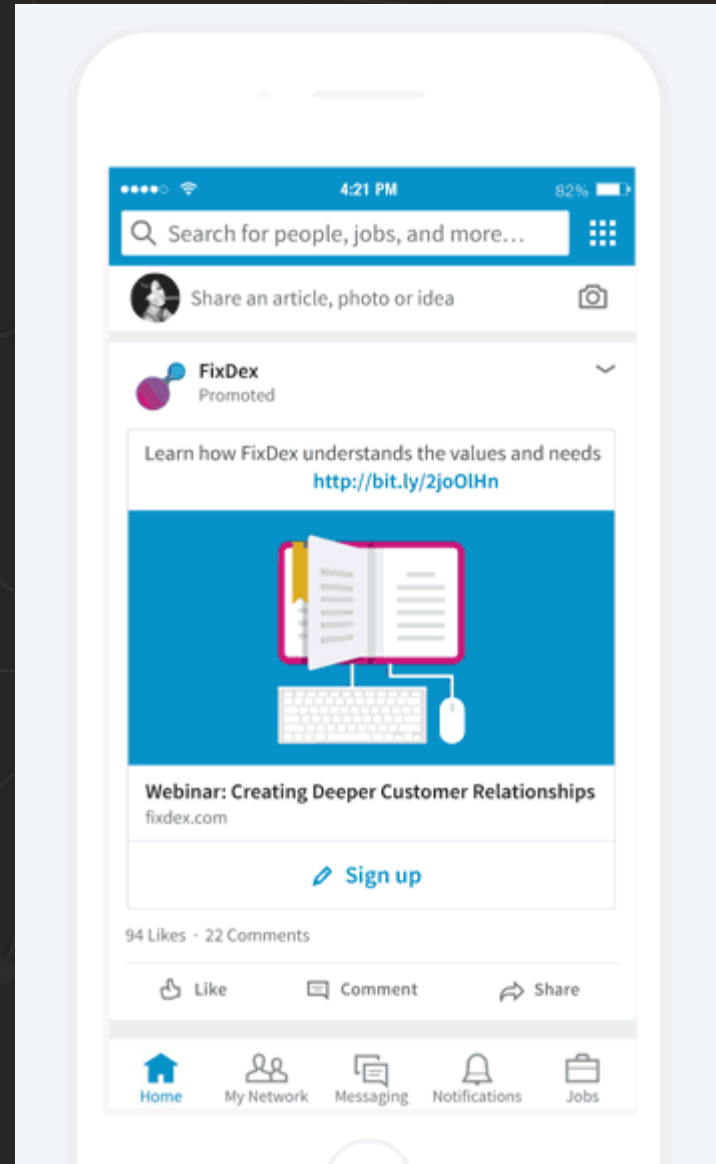 4:21 PM 82%
Search for people, jobs, and more...
Share an article, photo or idea
FixDex
Promoted
Learn how FixDex understands the values and needs
http://bit.ly/2joOlHn
Webinar: Creating Deeper Customer Relationships
fixdex.com
Sign up
94 Likes · 22 Comments
Like Comment Share
Home My Network Messaging Notifications Jobs